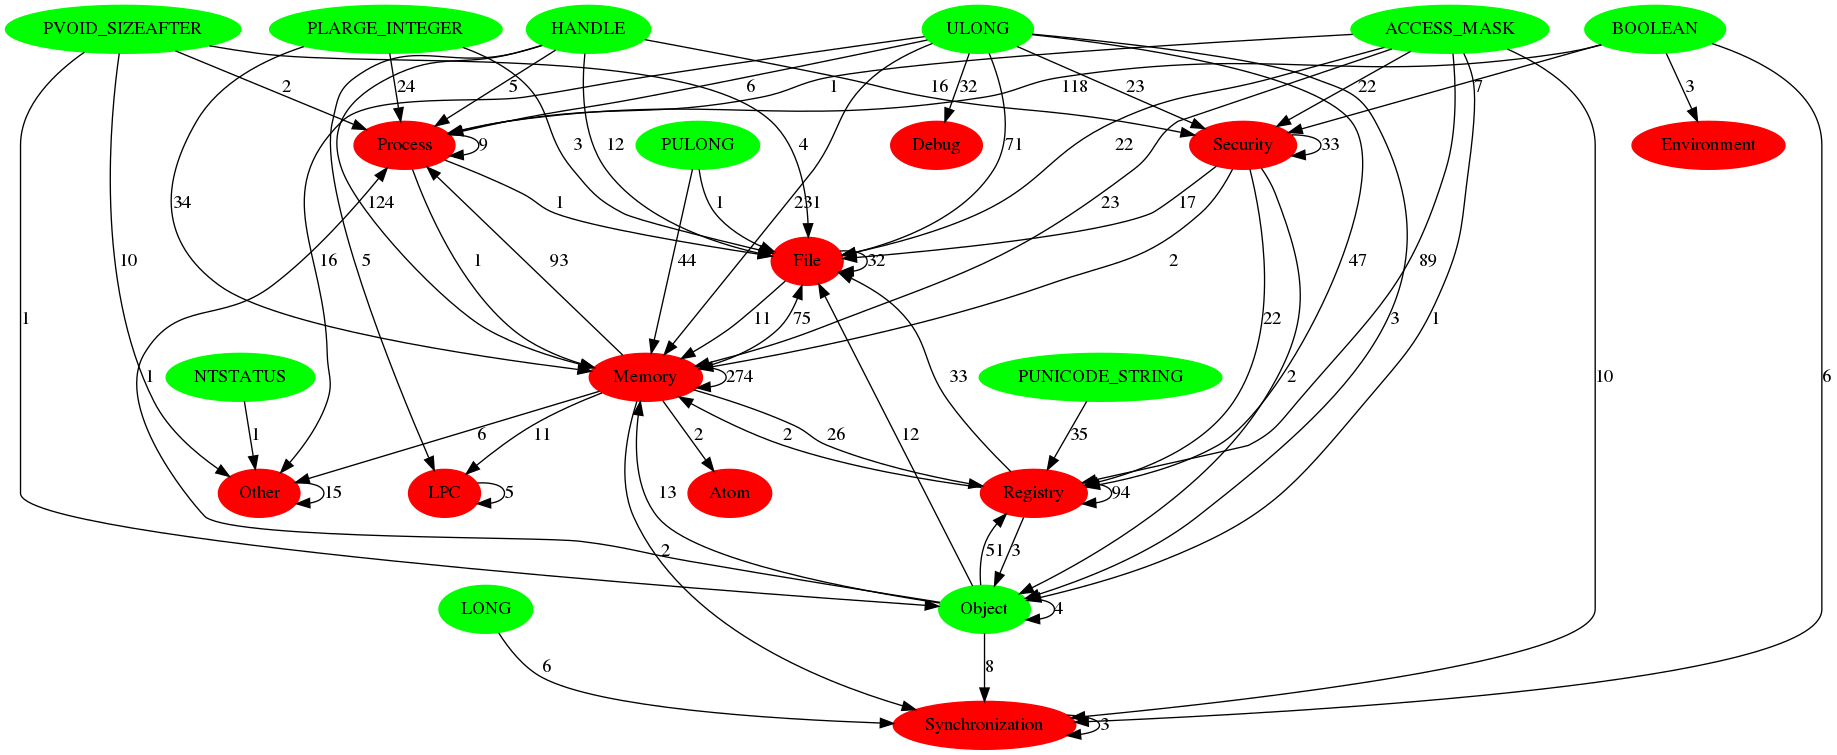 PVOID_SIZEAFTER PLARGE_INTEGER HANDLE ULONG ACCESS_MASK BOOLEAN
2 24 5 6 1 16 32 118 23 22 7 3
Process 9 3 12 PULONG 4 Debug 71 22 Security 33 Environment
34 124 1 1 231 23 17
10 16 5 1 93 44 File 32 2 47 89
1 11 75 22 3 1
1 NTSTATUS Memory 274 33 PUNICODE_STRING 2 10 6
1 6 11 2 2 26 12 35
Other 15 LPC 5 13 Atom Registry 94
2 51 3
LONG Object 4
6 8
Synchronization 3